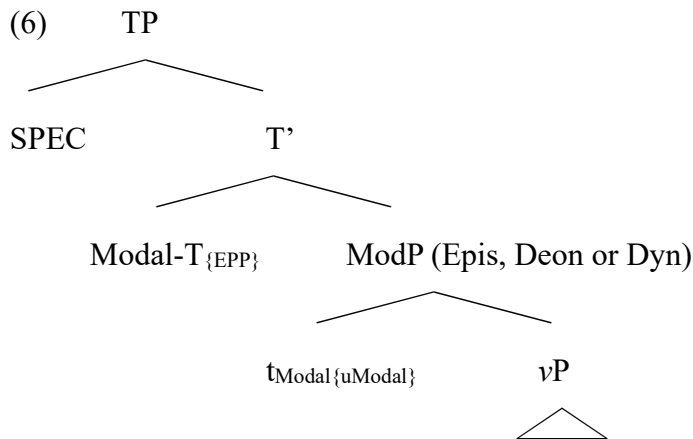 (6) TP
SPEC T’
Modal-T{EPP} ModP (Epis, Deon or Dyn)
tModal{uModal} vP